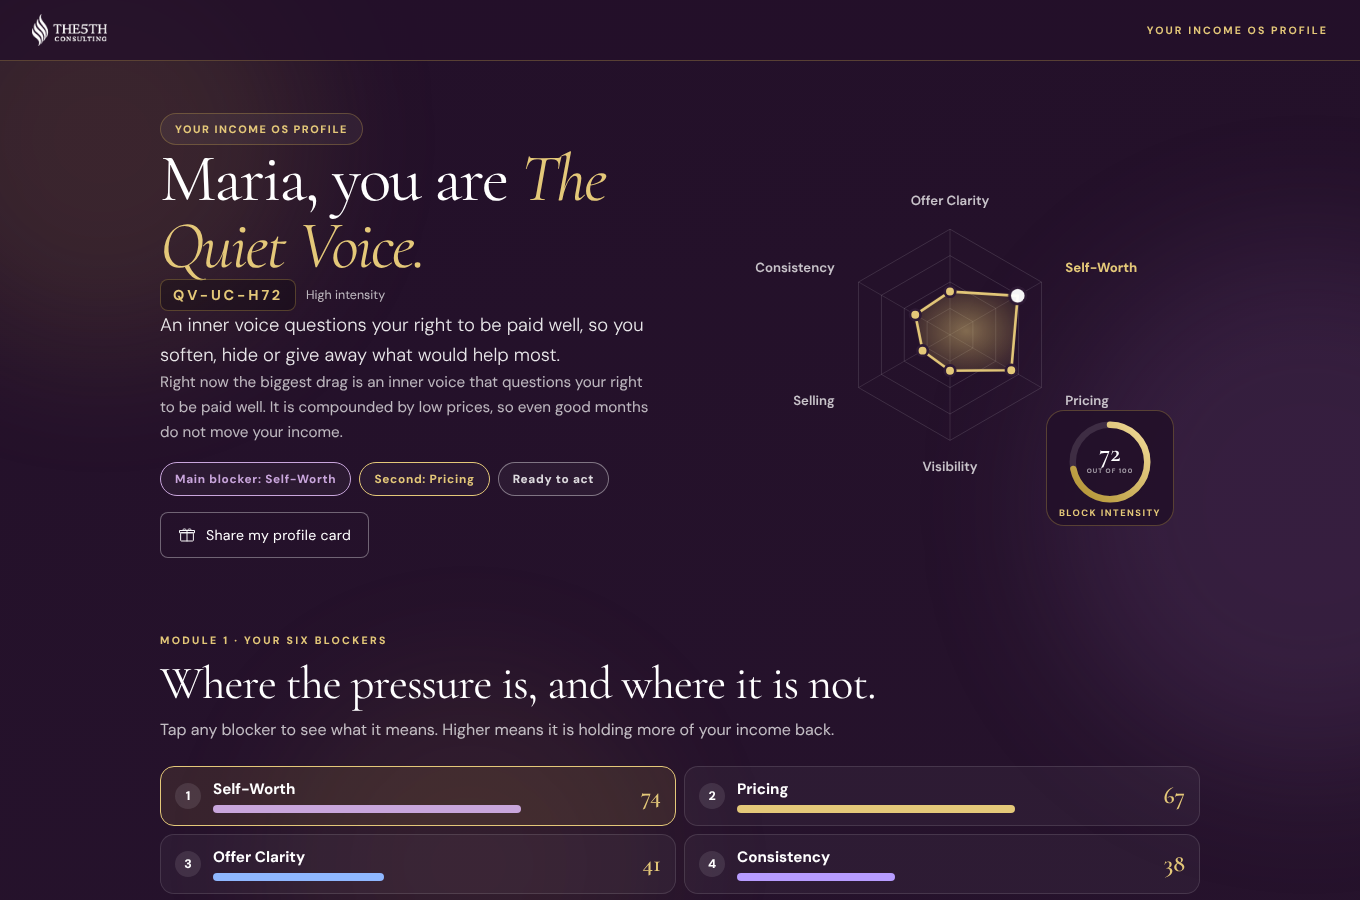 THE5TH
CONSULTING
YOUR INCOME OS PROFILE
YOUR INCOME OS PROFILE
Maria, you are The
Quiet Voice.
QV-UC-H72
High intensity
An inner voice questions your right to be paid well, so you
soften, hide or give away what would help most.
Right now the biggest drag is an inner voice that questions your right
to be paid well. It is compounded by low prices, so even good months
do not move your income.
Main blocker: Self-Worth
Second: Pricing
Ready to act
Share my profile card
Offer Clarity
Consistency
Self-Worth
Selling
Pricing
Visibility
72
OUT OF 100
BLOCK INTENSITY
MODULE 1 · YOUR SIX BLOCKERS
Where the pressure is, and where it is not.
Tap any blocker to see what it means. Higher means it is holding more of your income back.
1
Self-Worth
74
2
Pricing
67
3
Offer Clarity
41
4
Consistency
38